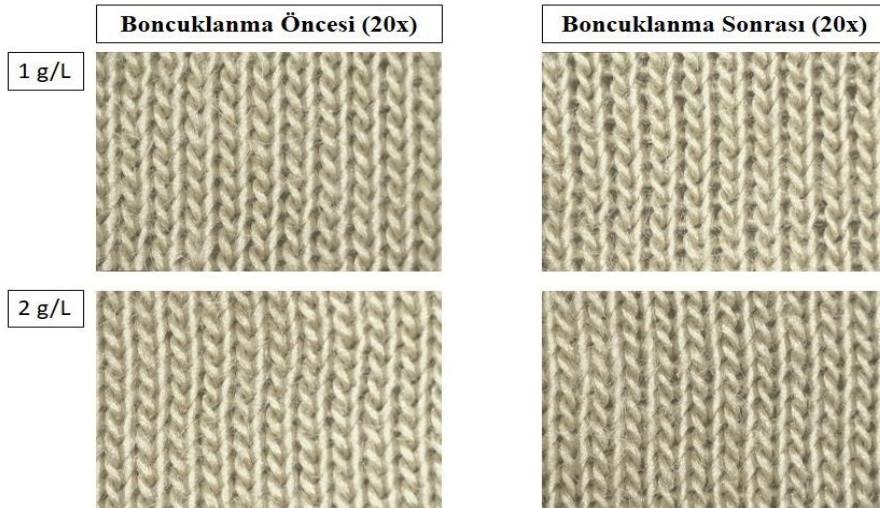 Boncuklanma Öncesi (20x)
Boncuklanma Sonrası (20x)
1 g/L
2 g/L